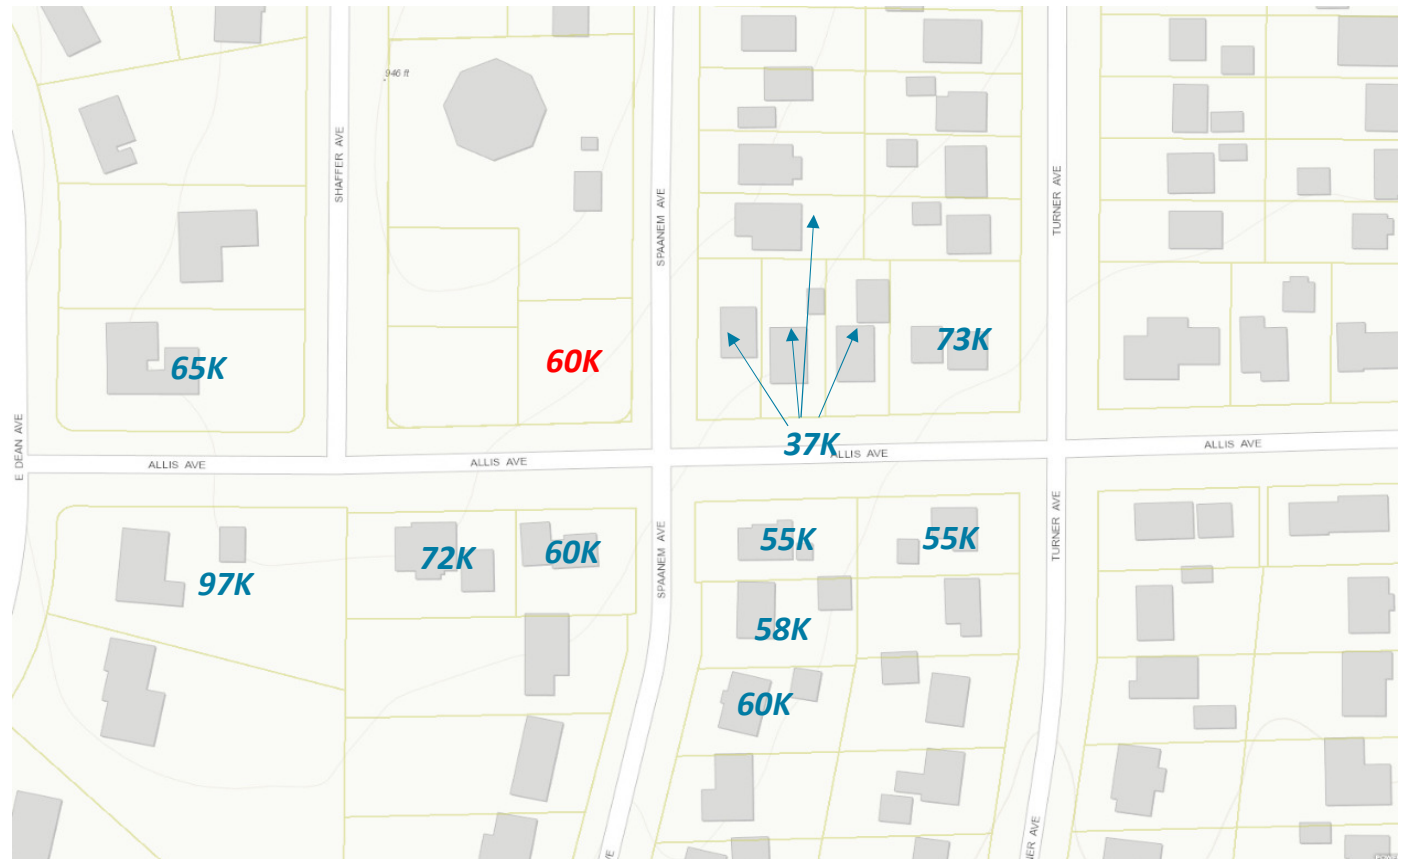 946 ft
SHAFFER AVE
SPAANEM AVE
TURNER AVE
65K
60K
73K
37K
E DEAN AVE
ALLIS AVE
ALLIS AVE
ALLIS AVE
ALLIS AVE
97K
72K
60K
SPAANEM AVE
55K
55K
TURNER AVE
58K
60K